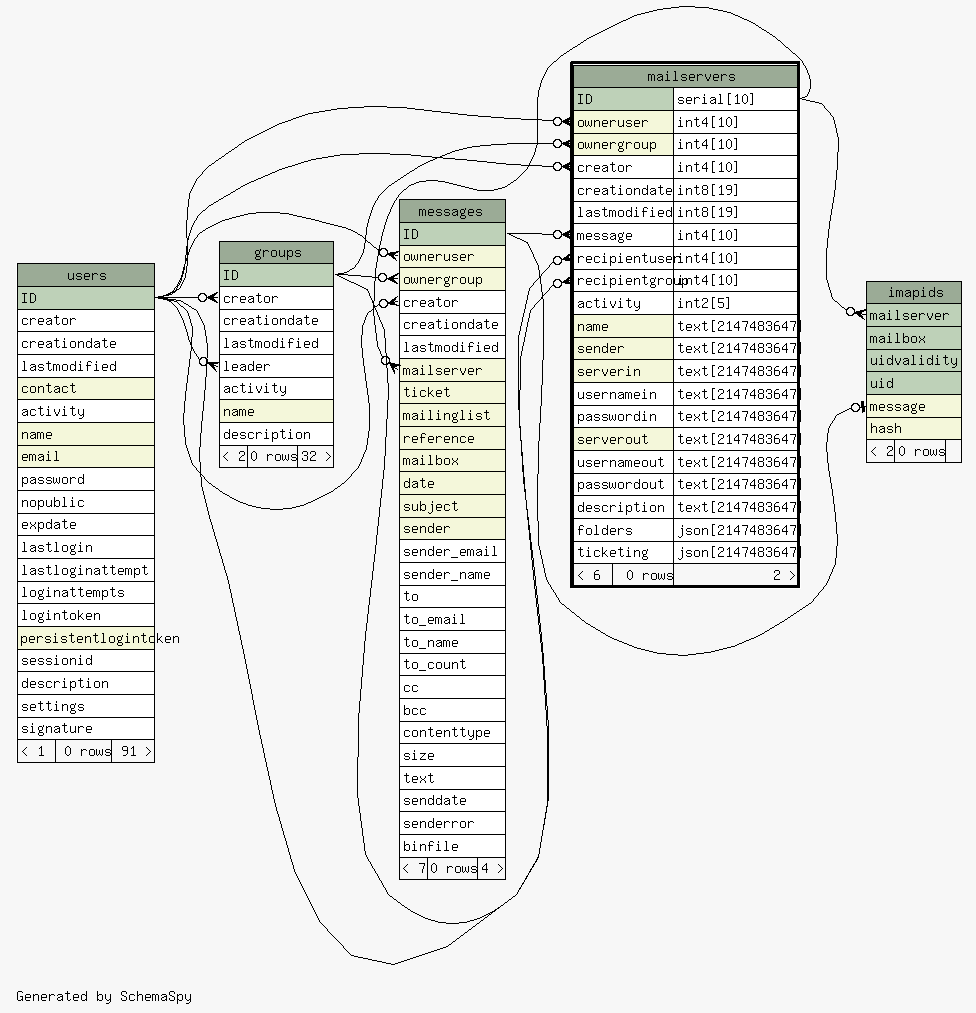 mailservers
ID serial[10]
owneruser int4[10]
ownergroup int4[10]
creator int4[10]
creationdate int8[19]
lastmodified int8[19]
message int4[10]
recipientuser int4[10]
recipientgroup int4[10]
activity int2[5]
name text[2147483647]
sender text[2147483647]
serverin text[2147483647]
usernamein text[2147483647]
passwordin text[2147483647]
serverout text[2147483647]
usernameout text[2147483647]
passwordout text[2147483647]
description text[2147483647]
folders json[2147483647]
ticketing json[2147483647]
< 6 0 rows 2 >
messages
ID
owneruser
ownergroup
creator
creationdate
lastmodified
mailserver
ticket
mailinglist
reference
mailbox
date
subject
sender
sender_email
sender_name
to
to_email
to_name
to_count
cc
bcc
contenttype
size
text
senddate
senderror
binfile
< 7 0 rows 4 >
groups
ID
creator
creationdate
lastmodified
leader
activity
name
description
< 2 0 rows 32 >
users
ID
creator
creationdate
lastmodified
contact
activity
name
email
password
nopublic
expdate
lastlogin
lastloginattempt
loginattempts
logintoken
persistentlogintoken
sessionid
description
settings
signature
< 1 0 rows 91 >
imapids
mailserver
mailbox
uidvalidity
uid
message
hash
< 2 0 rows
Generated by SchemaSpy